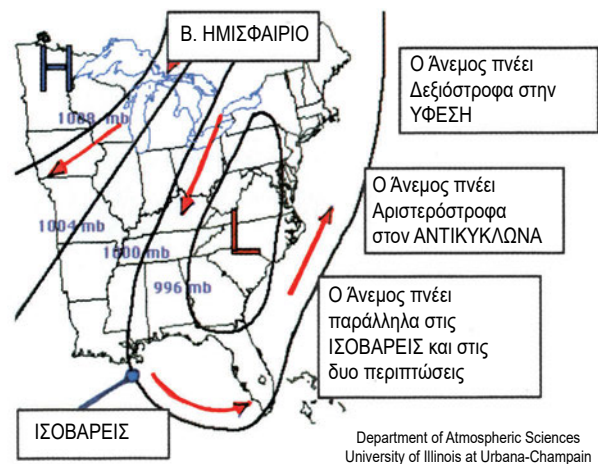 Β. ΗΜΙΣΦΑΙΡΙΟ
H
Ο Άνεμος πνέει
Δεξιόστροφα στην
ΥΦΕΣΗ
1008 mb
Ο Άνεμος πνέει
Αριστερόστροφα
στον ΑΝΤΙΚΥΚΛΩΝΑ
1004 mb
L
1000 mb
996 mb
Ο Άνεμος πνέει
παράλληλα στις
ΙΣΟΒΑΡΕΙΣ και στις
δυο περιπτώσεις
ΙΣΟΒΑΡΕΙΣ
Department of Atmospheric Sciences
University of Illinois at Urbana-Champain